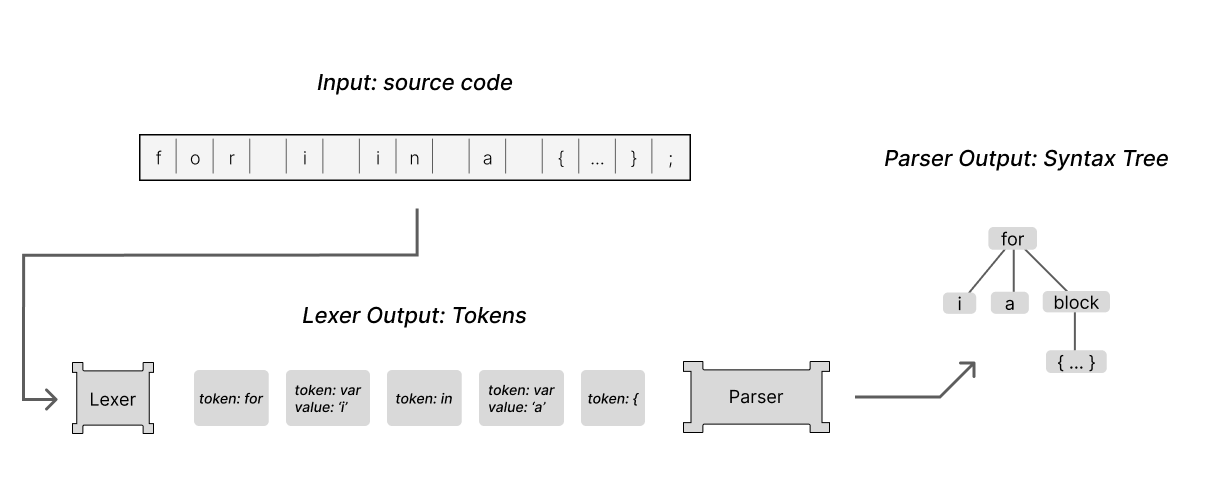 Input: source code
f o r i i n a { ... } ;
Parser Output: Syntax Tree
for
i a block
{ ... }
Lexer Output: Tokens
Lexer
token: for
token: var
value: ‘i’
token: in
token: var
value: ‘a’
token: {
Parser